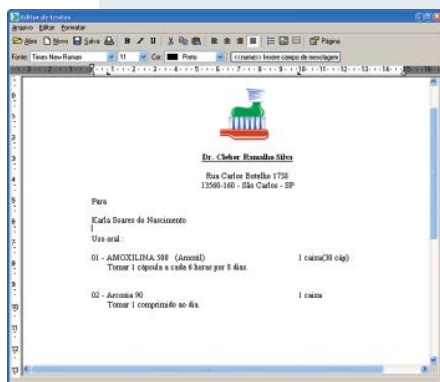 Editor de textos
Arquivo Editar Formatar
Abre Novo Salva N I Página
Fonte: Times New Roman 11 Cor: Preto <<nome>> Insere campo de mesclagem
Dr. Cleber Ramalho Silva
Rua Carlos Botelho 1738
13560-160 - São Carlos - SP
Para
Karla Soares do Nascimento
Uso oral :
01 - AMOXILINA 500 (Amoxil) 1 caixa(30 cáp)
Tomar 1 cápsula a cada 6 horas por 8 dias.
02 - Arcoxia 90 1 caixa
Tomar 1 comprimido ao dia.